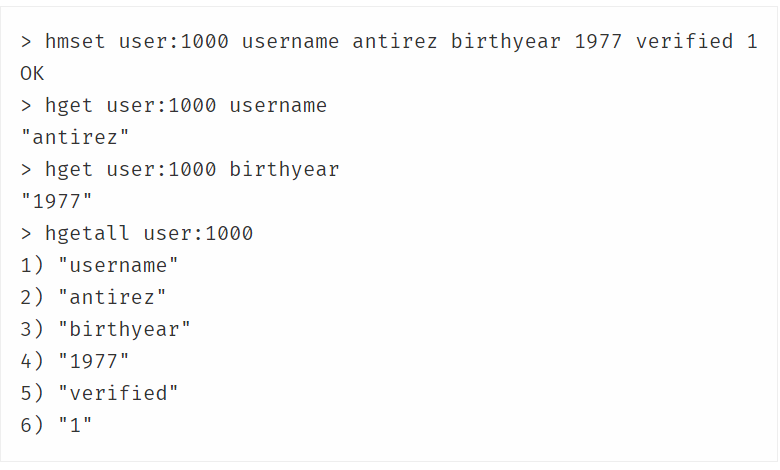 > hmset user:1000 username antirez birthyear 1977 verified 1
OK
> hget user:1000 username
"antirez"
> hget user:1000 birthyear
"1977"
> hgetall user:1000
1) "username"
2) "antirez"
3) "birthyear"
4) "1977"
5) "verified"
6) "1"